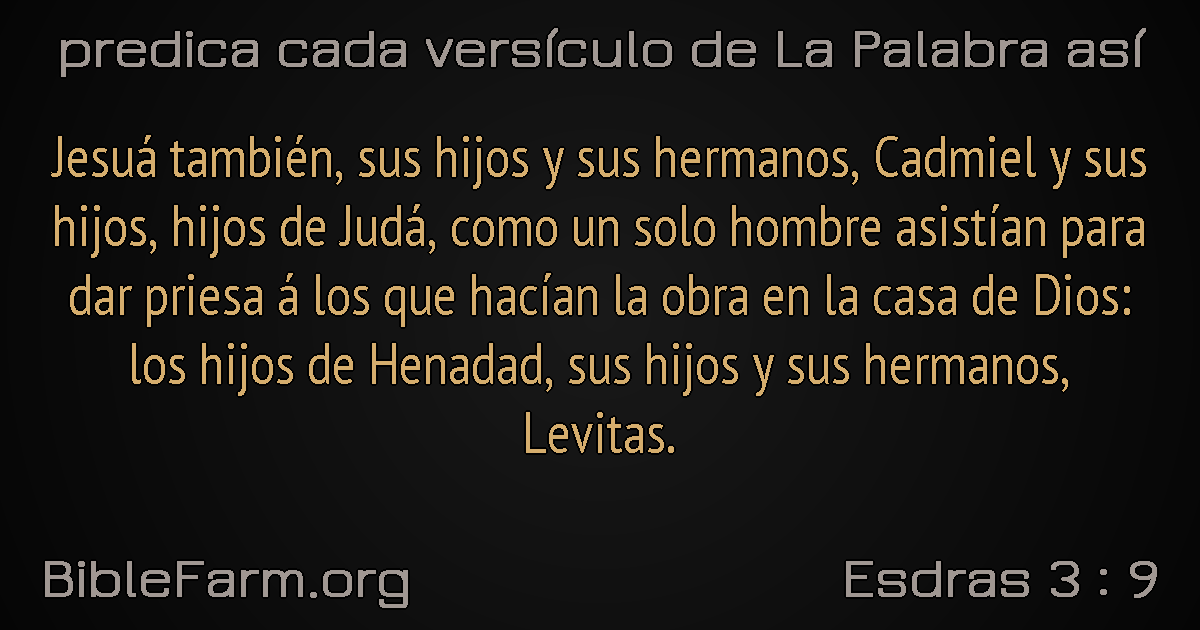 predica cada versículo de La Palabra así
Jesuá también, sus hijos y sus hermanos, Cadmiel y sus
hijos, hijos de Judá, como un solo hombre asistían para
dar priesa á los que hacían la obra en la casa de Dios:
los hijos de Henadad, sus hijos y sus hermanos,
Levitas.
BibleFarm.org
Esdras 3 : 9